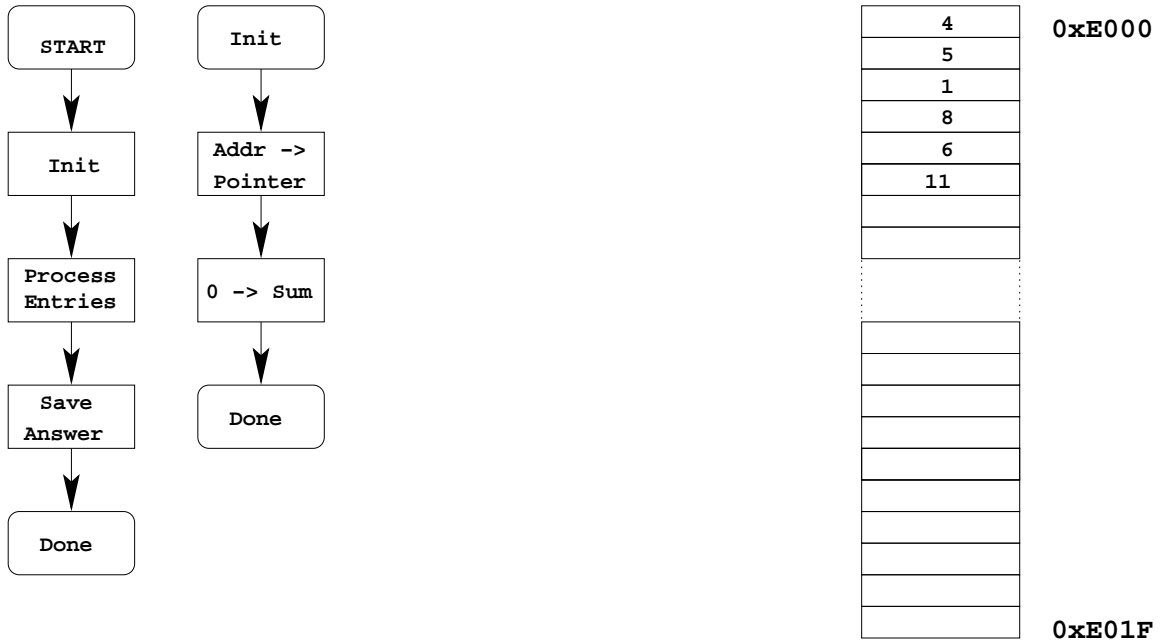 START
Init
Process
Entries
Save
Answer
Done
Init
Addr ->
Pointer
0 -> Sum
Done
4
5
1
8
6
11
0xE000
0xE01F